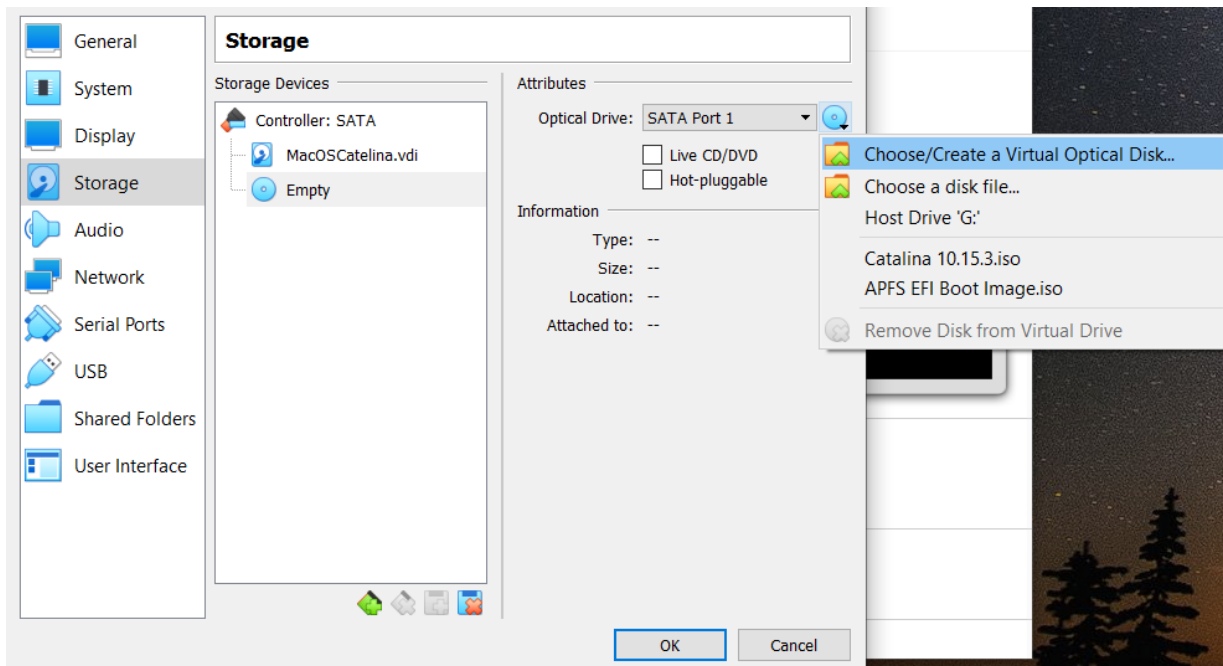 General
System
Display
Storage
Audio
Network
Serial Ports
USB
Shared Folders
User Interface
Storage
Storage Devices
Controller: SATA
MacOSCatelina.vdi
Empty
Attributes
Optical Drive: SATA Port 1
Live CD/DVD
Hot-pluggable
Information
Type: --
Size: --
Location: --
Attached to: --
Choose/Create a Virtual Optical Disk...
Choose a disk file...
Host Drive 'G:'
Catalina 10.15.3.iso
APFS EFI Boot Image.iso
Remove Disk from Virtual Drive
OK Cancel